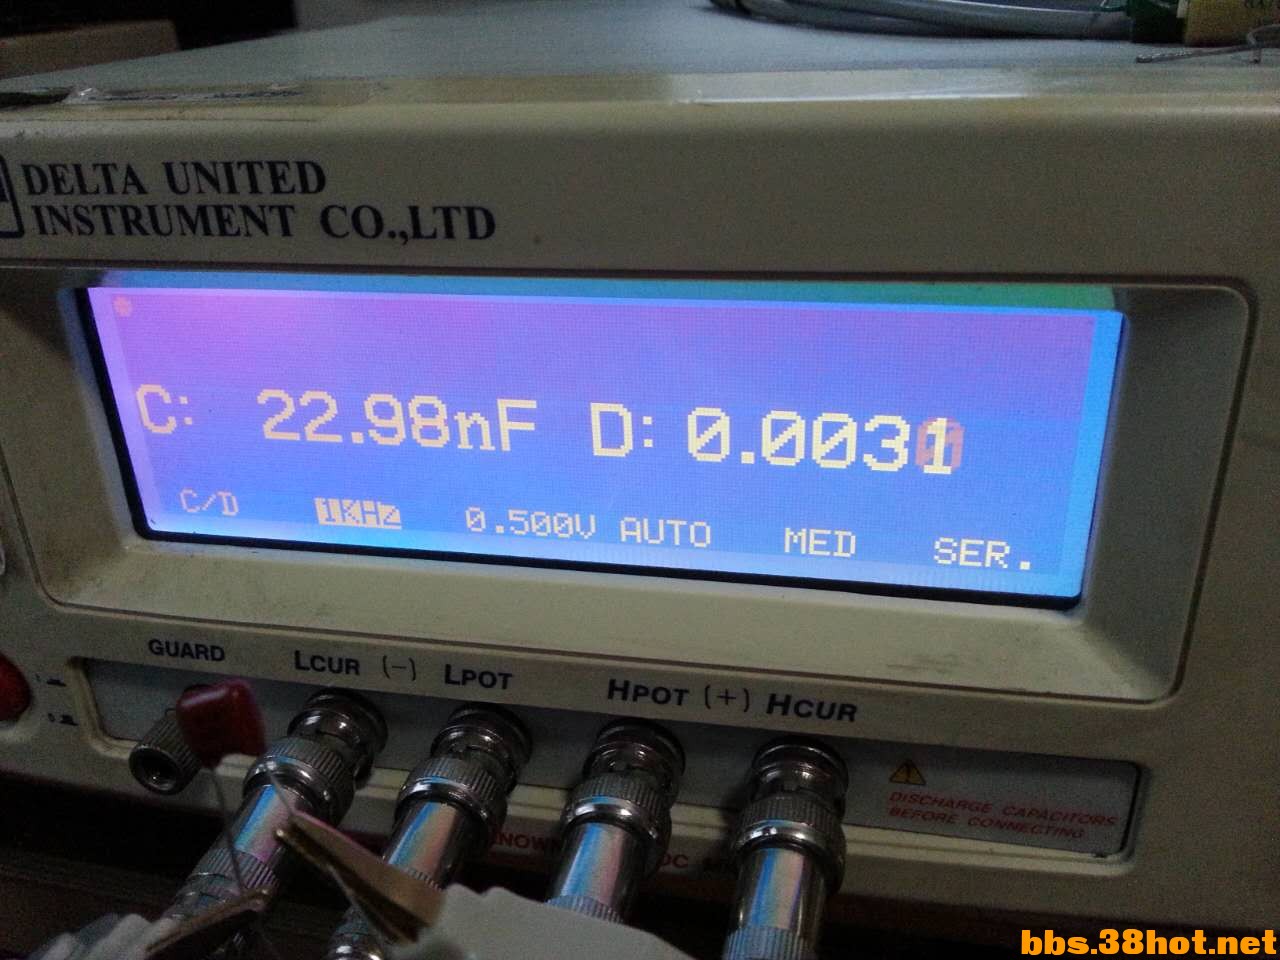 DELTA UNITED
INSTRUMENT CO.,LTD
C: 22.98nF D: 0.0031
C/D 1KHz 0.500V AUTO MED SER.
GUARD LCUR (-) LPOT HPOT (+) HCUR
DISCHARGE CAPACITORS
BEFORE CONNECTING
DC
bbs.38hot.net